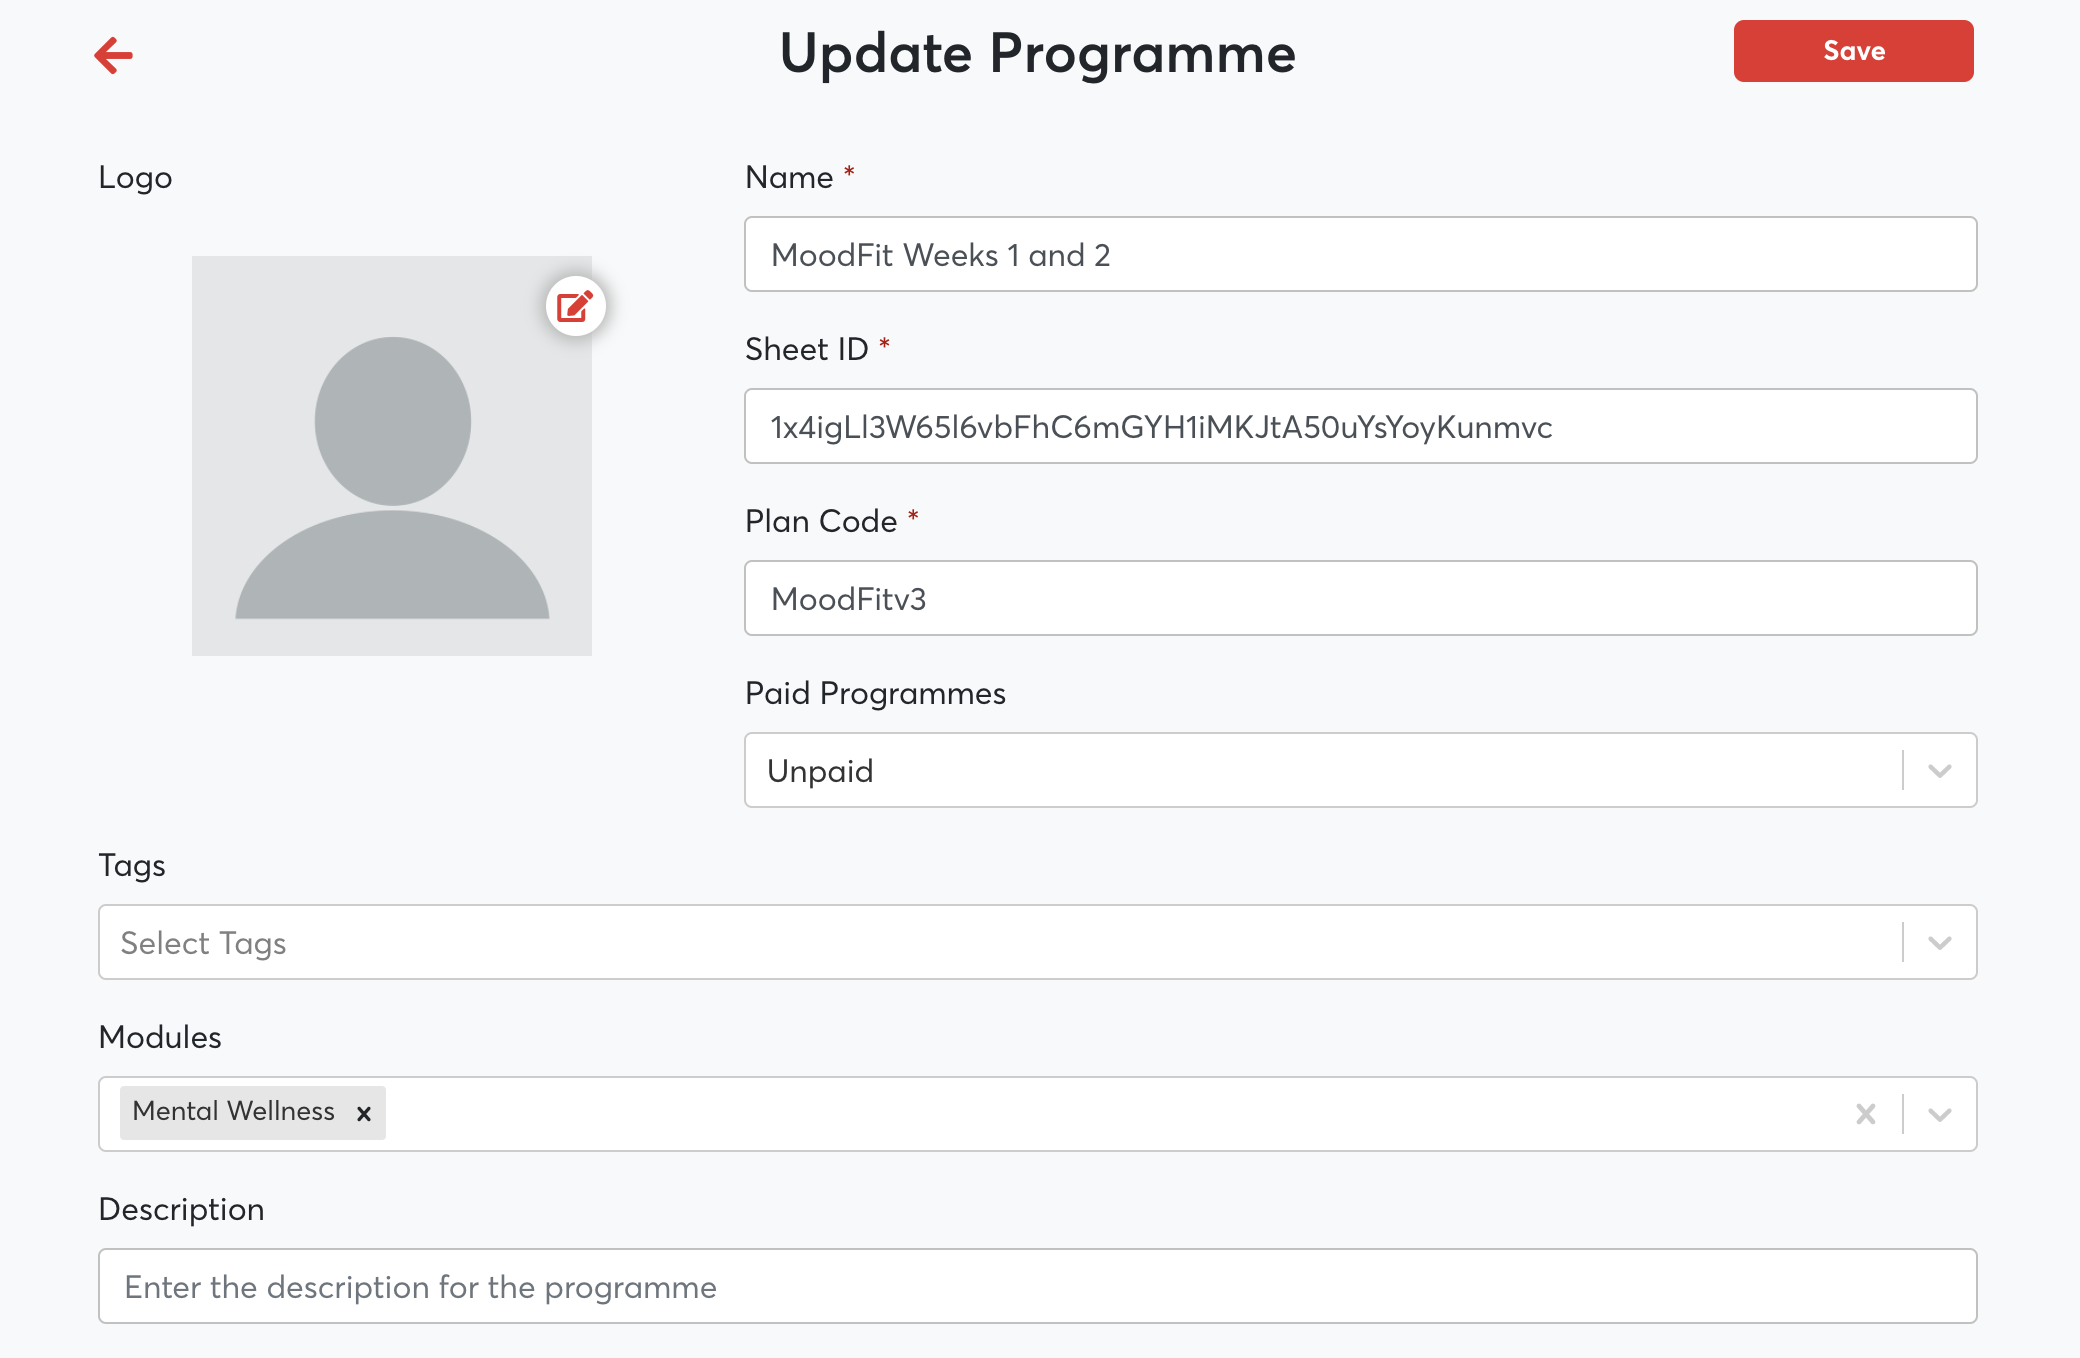 Update Programme
Save
Logo
Name *
MoodFit Weeks 1 and 2
Sheet ID *
1x4igLl3W65l6vbFhC6mGYH1iMKJtA50uYsYoyKunmvc
Plan Code *
MoodFitv3
Paid Programmes
Unpaid
Tags
Select Tags
Modules
Mental Wellness
Description
Enter the description for the programme